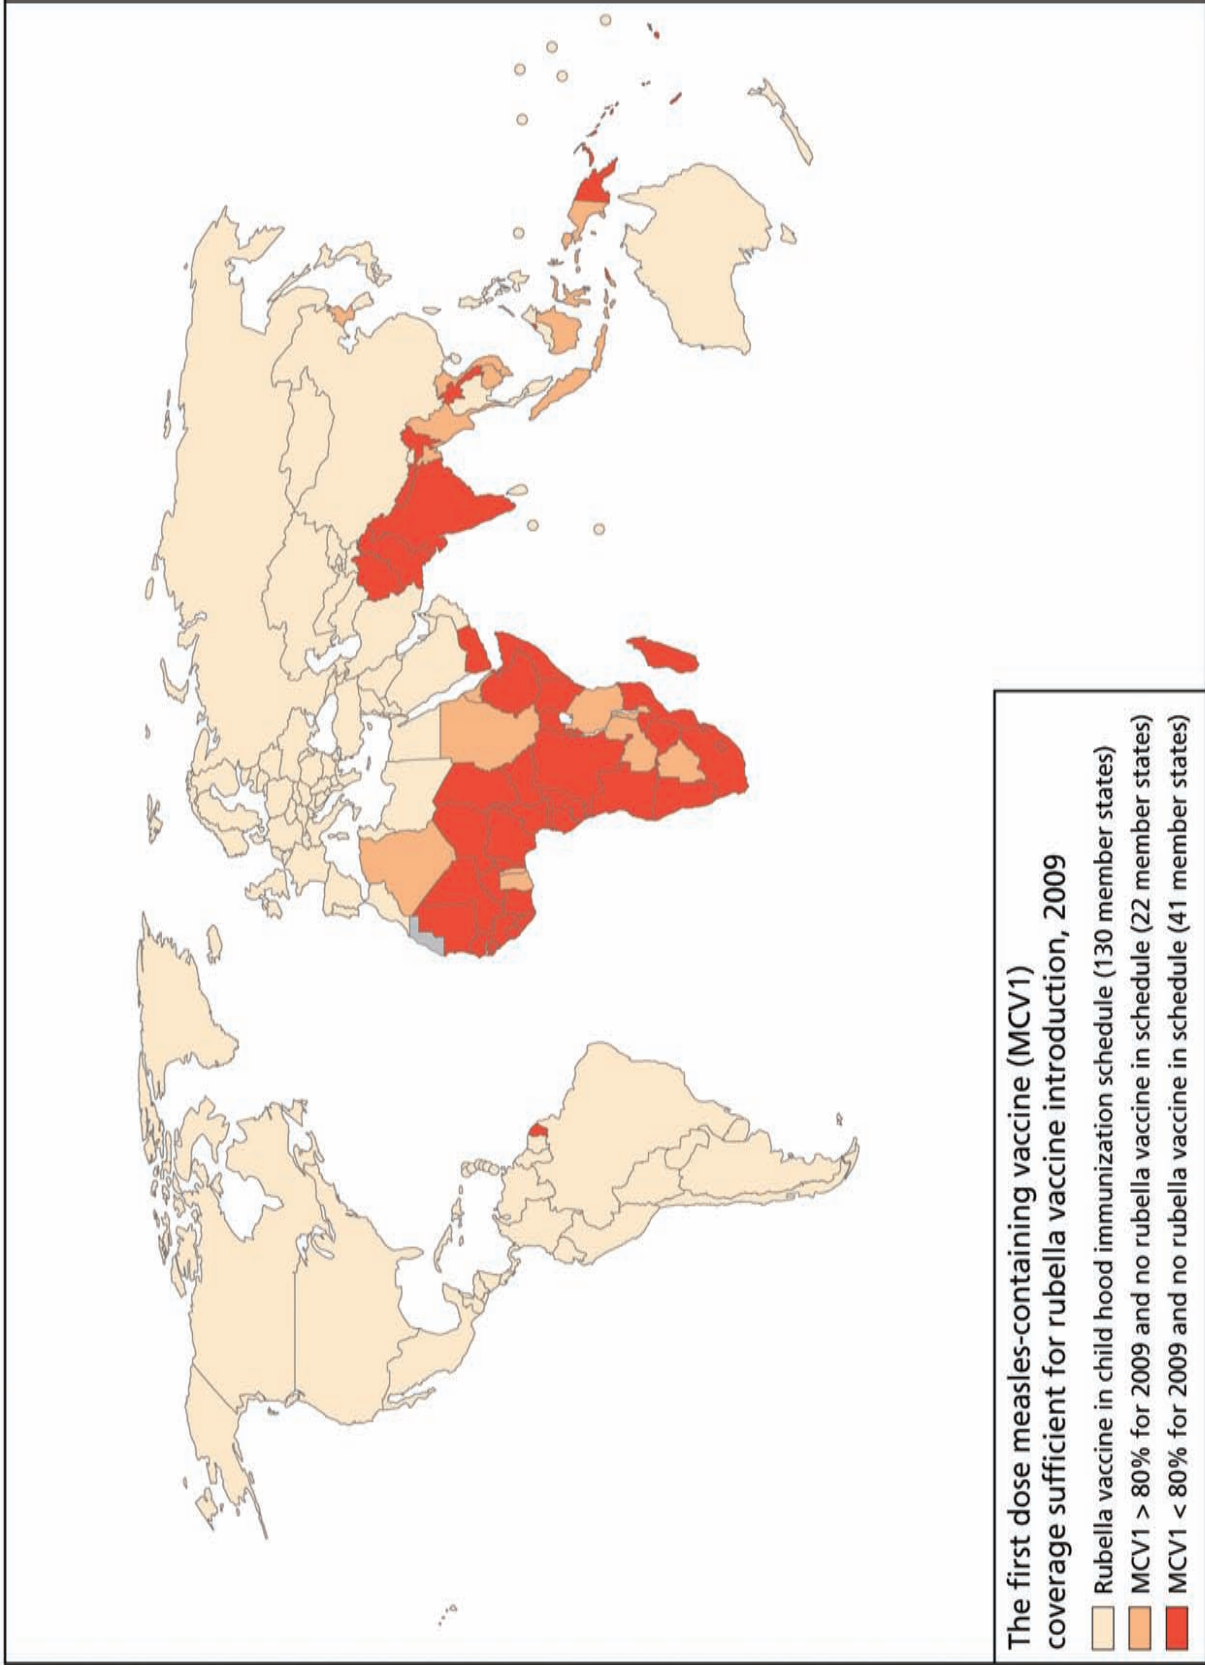 The first dose measles-containing vaccine (MCV1)
coverage sufficient for rubella vaccine introduction, 2009
Rubella vaccine in child hood immunization schedule (130 member states)
MCV1 > 80% for 2009 and no rubella vaccine in schedule (22 member states)
MCV1 < 80% for 2009 and no rubella vaccine in schedule (41 member states)